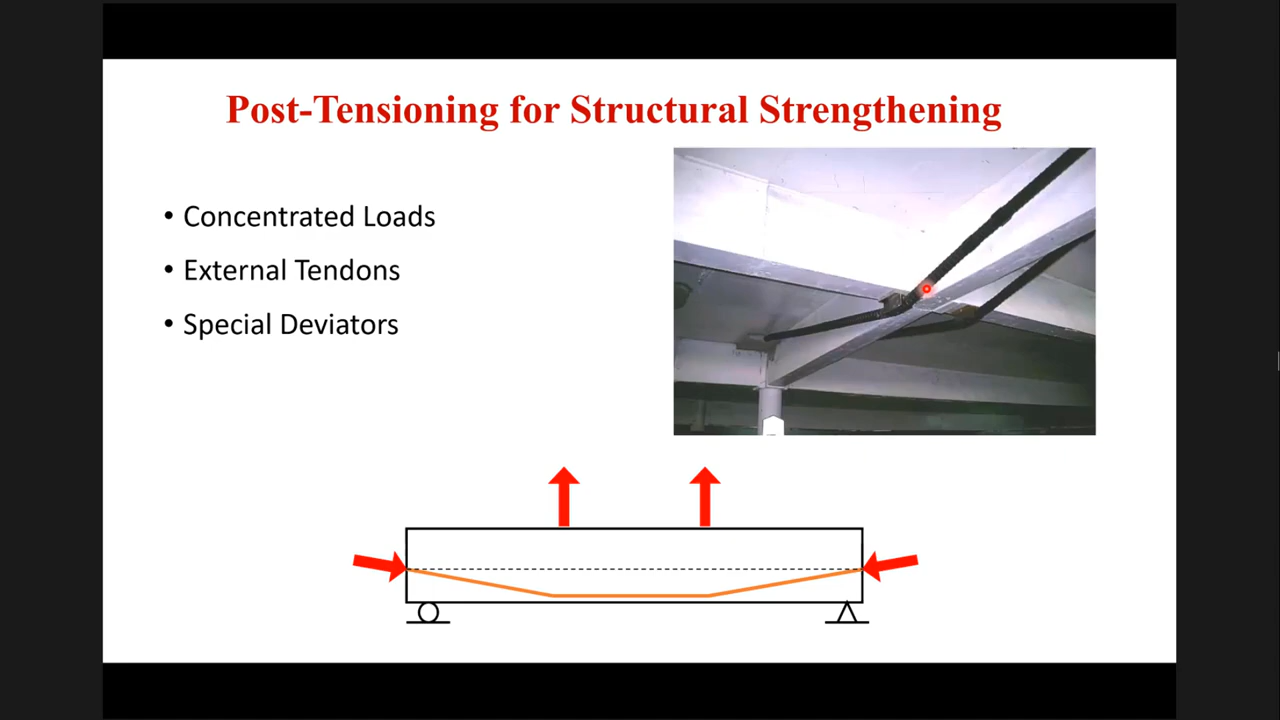 Post-Tensioning for Structural Strengthening
• Concentrated Loads
• External Tendons
• Special Deviators